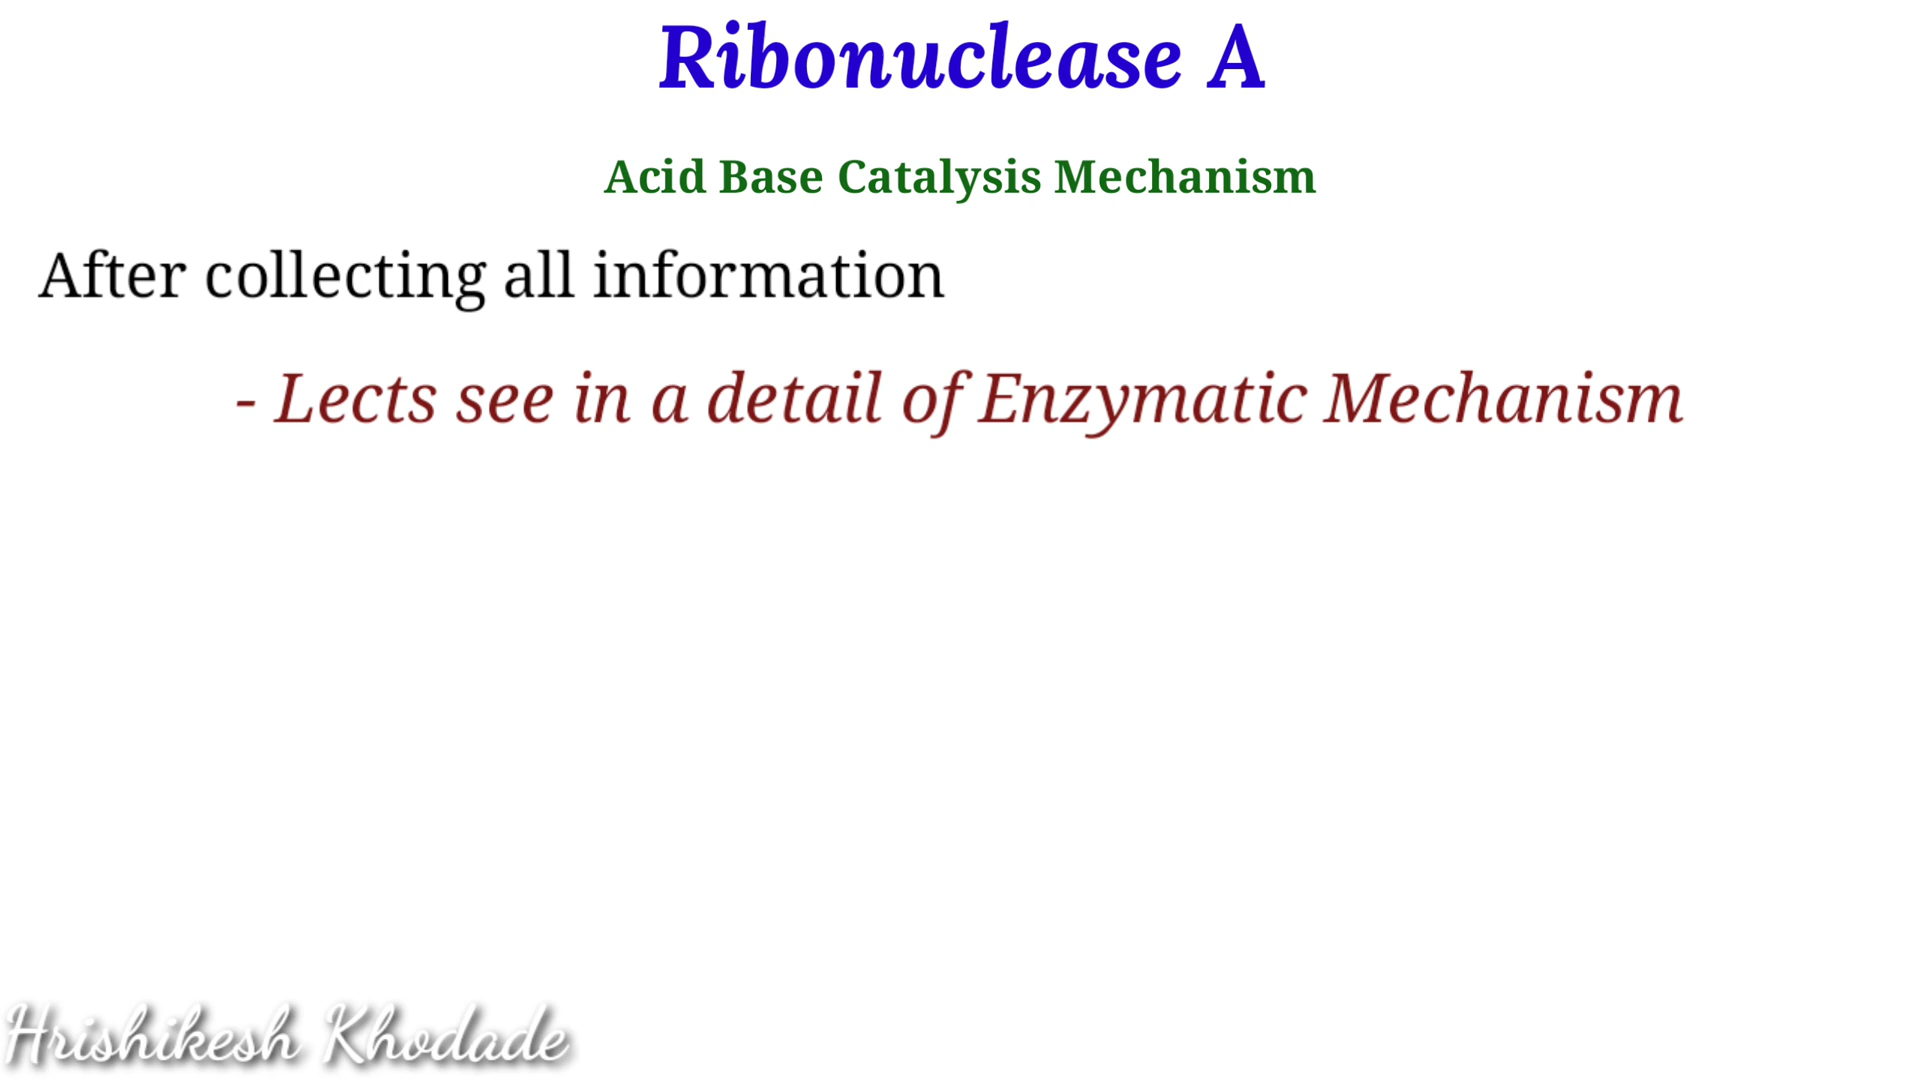 Ribonuclease A
Acid Base Catalysis Mechanism
After collecting all information
- Lects see in a detail of Enzymatic Mechanism
Hrishikesh Khodade